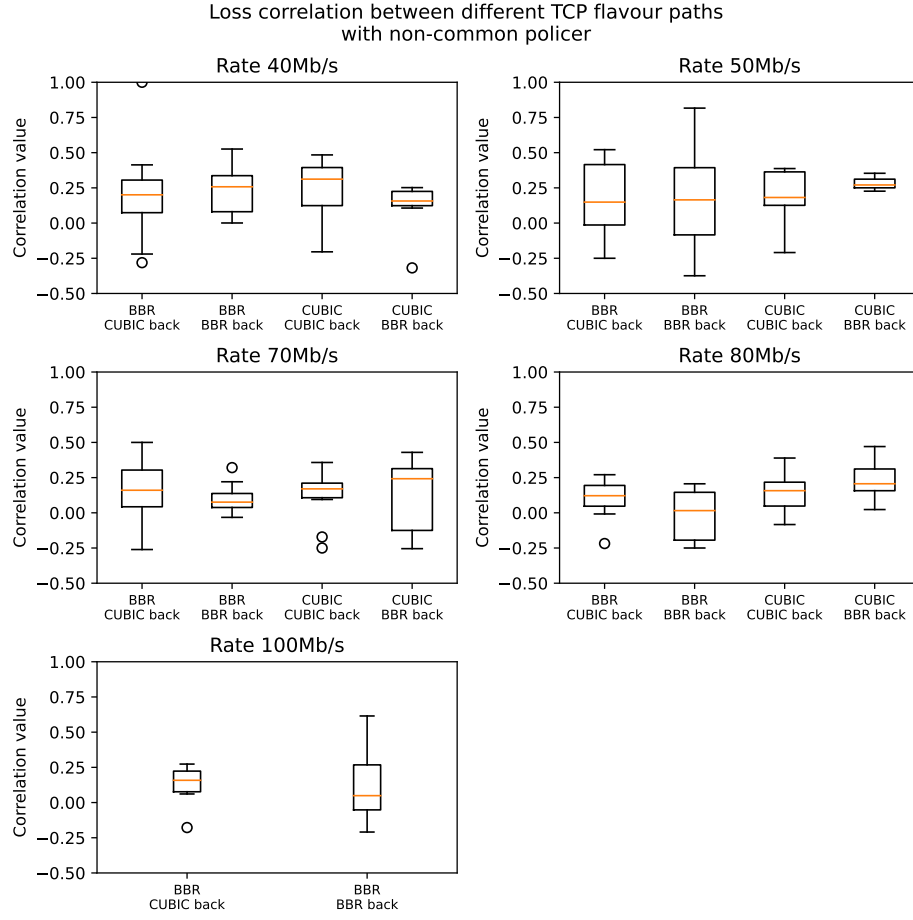 Loss correlation between different TCP flavour paths
with non-common policer
Rate 40Mb/s
Correlation value
1.00
0.75
0.50
0.25
0.00
−0.25
−0.50
BBR
CUBIC back
BBR
BBR back
CUBIC
CUBIC back
CUBIC
BBR back
Rate 50Mb/s
Correlation value
1.00
0.75
0.50
0.25
0.00
−0.25
−0.50
BBR
CUBIC back
BBR
BBR back
CUBIC
CUBIC back
CUBIC
BBR back
Rate 70Mb/s
Correlation value
1.00
0.75
0.50
0.25
0.00
−0.25
−0.50
BBR
CUBIC back
BBR
BBR back
CUBIC
CUBIC back
CUBIC
BBR back
Rate 80Mb/s
Correlation value
1.00
0.75
0.50
0.25
0.00
−0.25
−0.50
BBR
CUBIC back
BBR
BBR back
CUBIC
CUBIC back
CUBIC
BBR back
Rate 100Mb/s
Correlation value
1.00
0.75
0.50
0.25
0.00
−0.25
−0.50
BBR
CUBIC back
BBR
BBR back